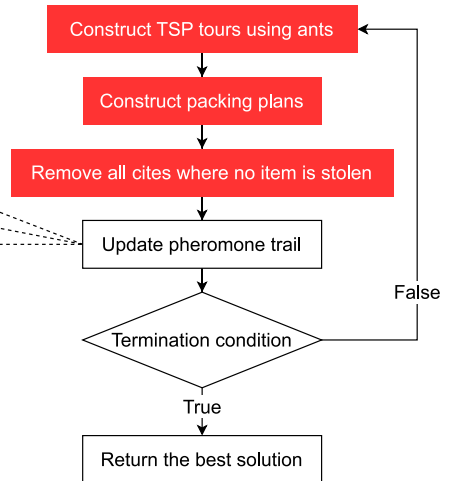 Construct TSP tours using ants
Construct packing plans
Remove all cites where no item is stolen
Update pheromone trail
False
Termination condition
True
Return the best solution